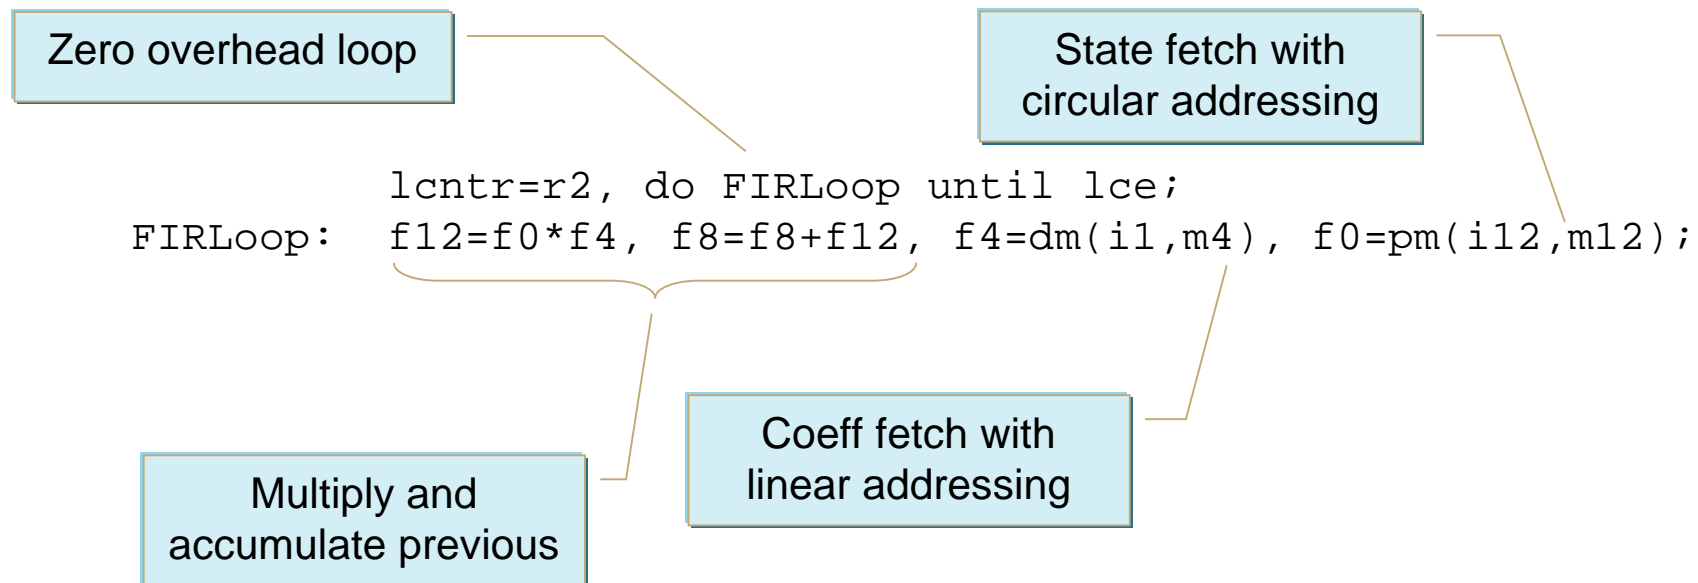 Zero overhead loop
State fetch with
circular addressing
lcntr=r2, do FIRLoop until lce;
FIRLoop: f12=f0*f4, f8=f8+f12, f4=dm(i1,m4), f0=pm(i12,m12);
Coeff fetch with
linear addressing
Multiply and
accumulate previous